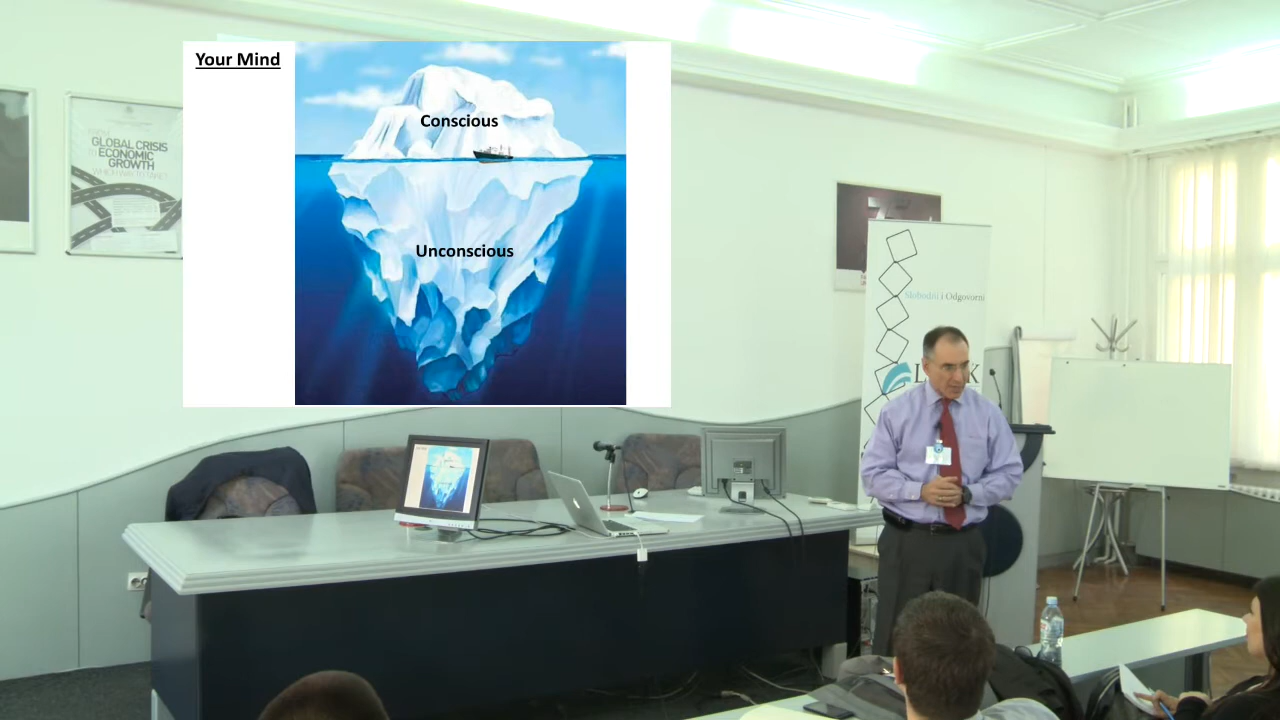 Your Mind
Conscious
Unconscious
GLOBAL CRISIS
ECONOMIC
GROWTH
Slobodni i Odgovorni